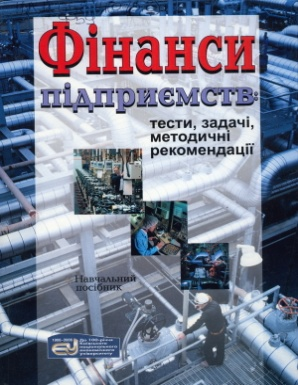 Фінанси
підприємств:
тести, задачі,
методичні
рекомендації
Навчальний
посібник